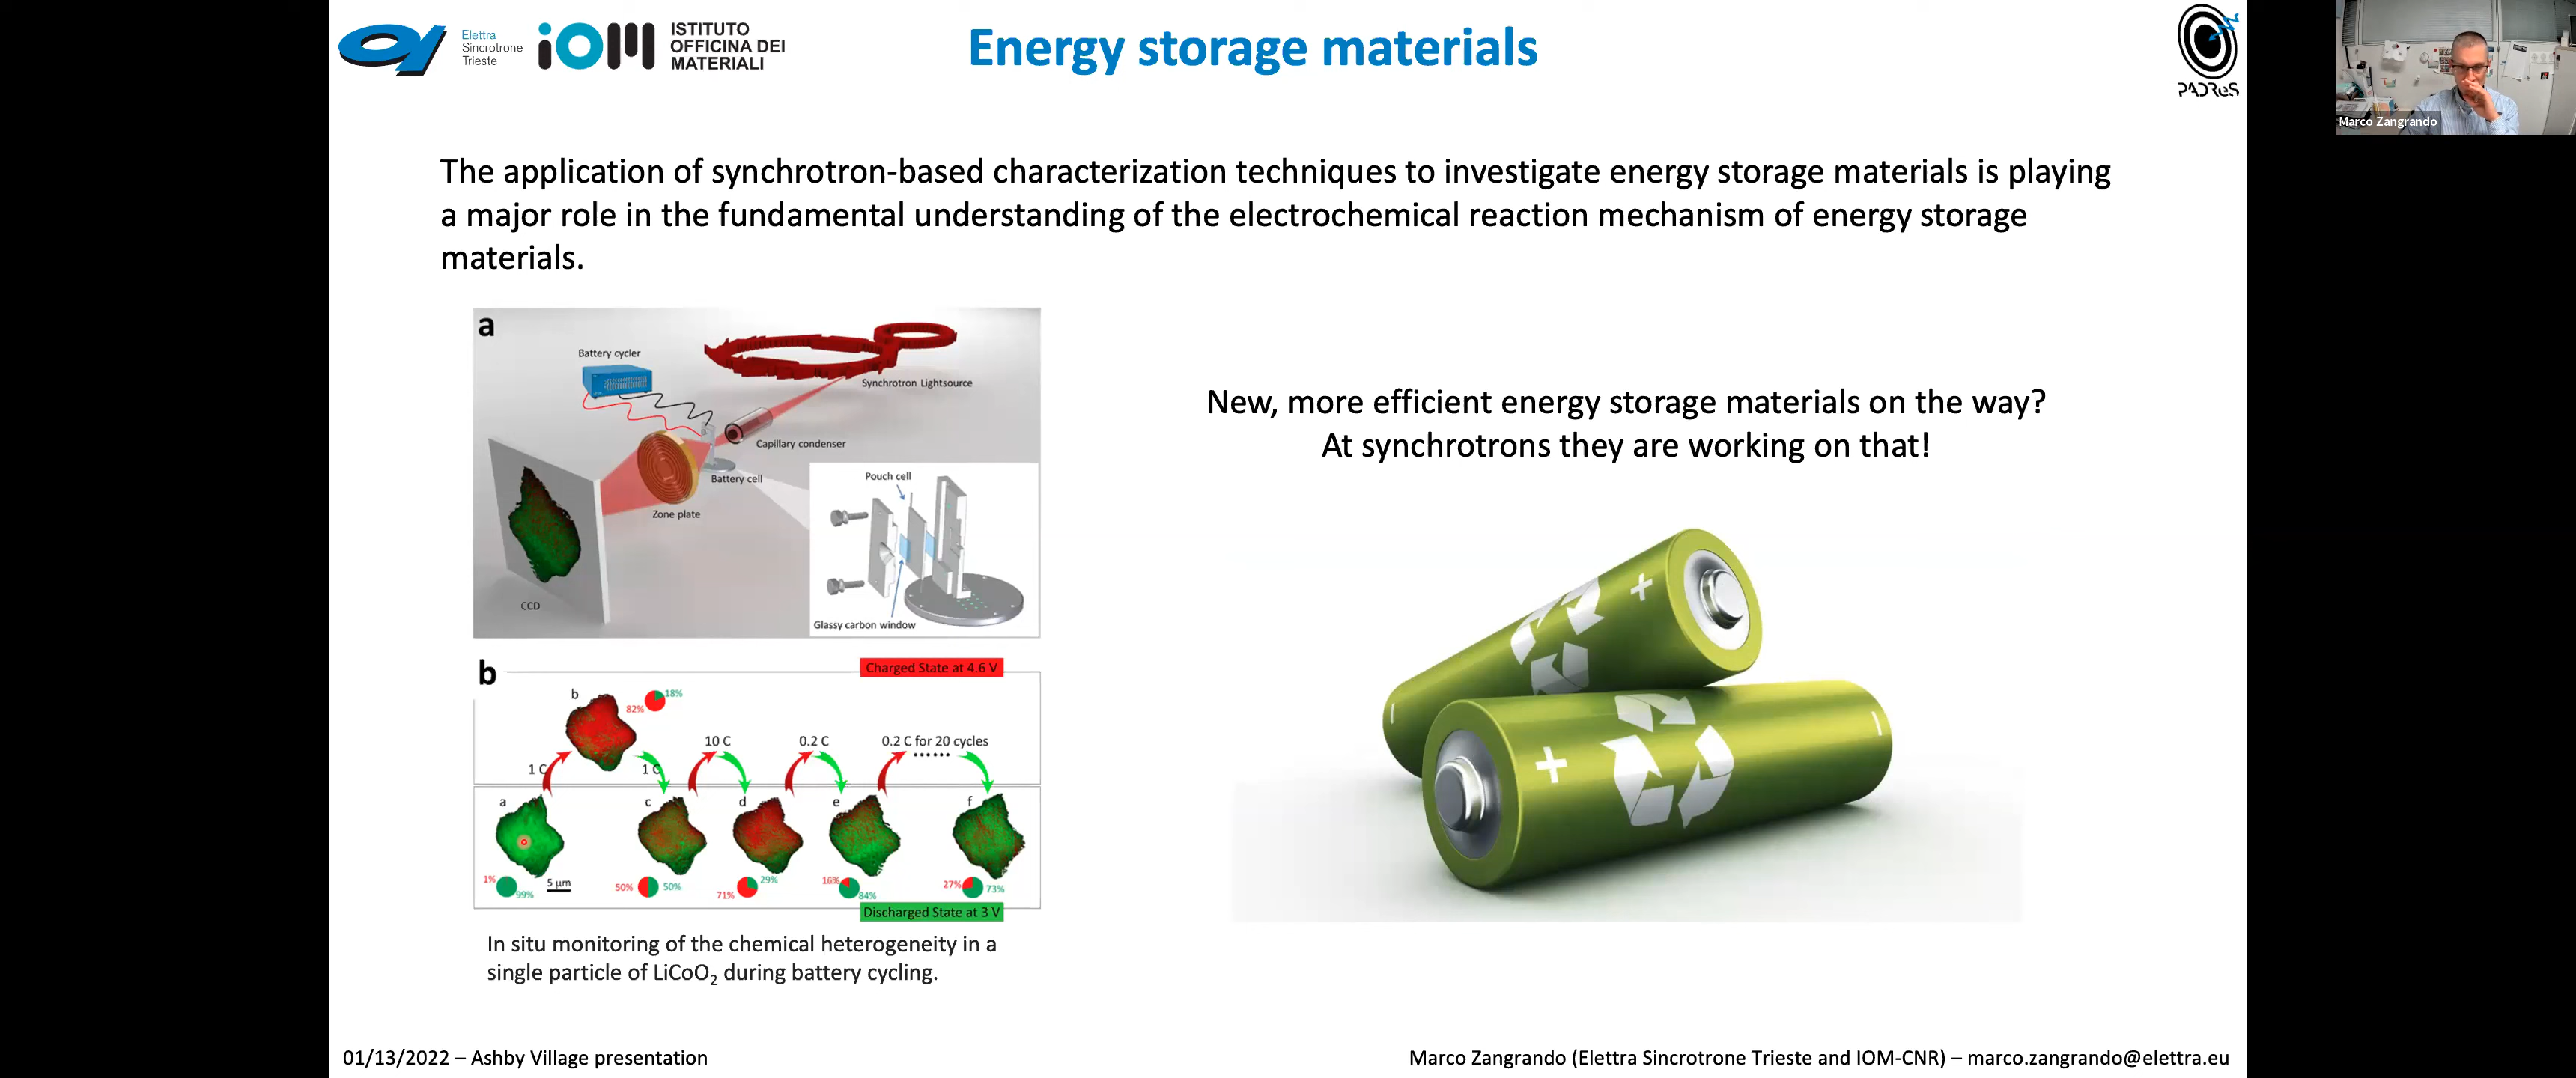 Elettra
Sincrotrone
Trieste
iOM
ISTITUTO
OFFICINA DEI
MATERIALI
Energy storage materials
PADReS
Marco Zangrando
The application of synchrotron-based characterization techniques to investigate energy storage materials is playing
a major role in the fundamental understanding of the electrochemical reaction mechanism of energy storage
materials.
a
Battery cycler
Synchrotron Lightsource
Capillary condenser
Battery cell
Zone plate
CCD
Pouch cell
Glassy carbon window
New, more efficient energy storage materials on the way?
At synchrotrons they are working on that!
+
+
b
Charged State at 4.6 V
b
18%
82%
1 C
1 C
10 C
0.2 C
0.2 C for 20 cycles
......
a
c
d
e
f
1%
99%
5 µm
50%
50%
71%
29%
16%
84%
27%
73%
Discharged State at 3 V
In situ monitoring of the chemical heterogeneity in a
single particle of LiCoO₂ during battery cycling.
01/13/2022 – Ashby Village presentation
Marco Zangrando (Elettra Sincrotrone Trieste and IOM-CNR) – marco.zangrando@elettra.eu